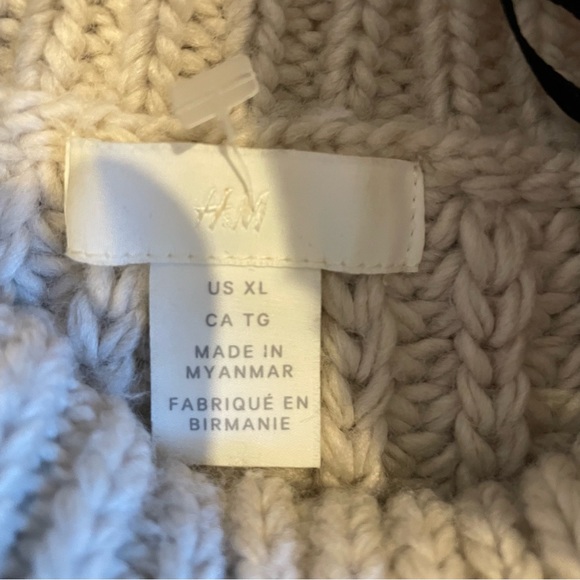 H&M
US XL
CA TG
MADE IN
MYANMAR
FABRIQUÉ EN
BIRMANIE